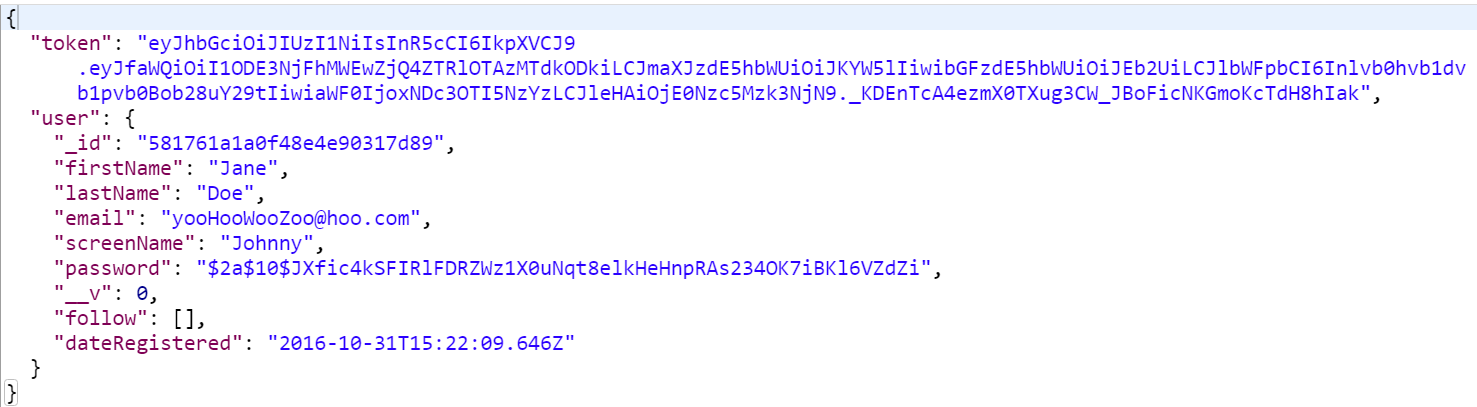 {
"token": "eyJhbGciOiJIUzI1NiIsInR5cCI6IkpXVCJ9
.eyJfaWQiOiI1ODE3NjFhMWEwZjQ4ZTRlOTAzMTdkODkiLCJmaXJzdE5hbWUiOiJKYW5lIiwibGFzdE5hbWUiOiJEb2UiLCJlbWFpbCI6Inlvb0hvb1dv
b1pvb0Bob28uY29tIiwiaWF0IjoxNDc3OTI5NzYzLCJleHAiOjE0Nzc5Mzk3NjN9._KDEnTcA4ezmX0TXug3CW_JBoFicNKGmoKcTdH8hIak",
"user": {
"_id": "581761a1a0f48e4e90317d89",
"firstName": "Jane",
"lastName": "Doe",
"email": "yooHooWooZoo@hoo.com",
"screenName": "Johnny",
"password": "$2a$10$JXfic4kSFIRlFDRZWz1X0uNqt8elkHeHnpRAs234OK7iBKl6VZdZi",
"__v": 0,
"follow": [],
"dateRegistered": "2016-10-31T15:22:09.646Z"
}
}